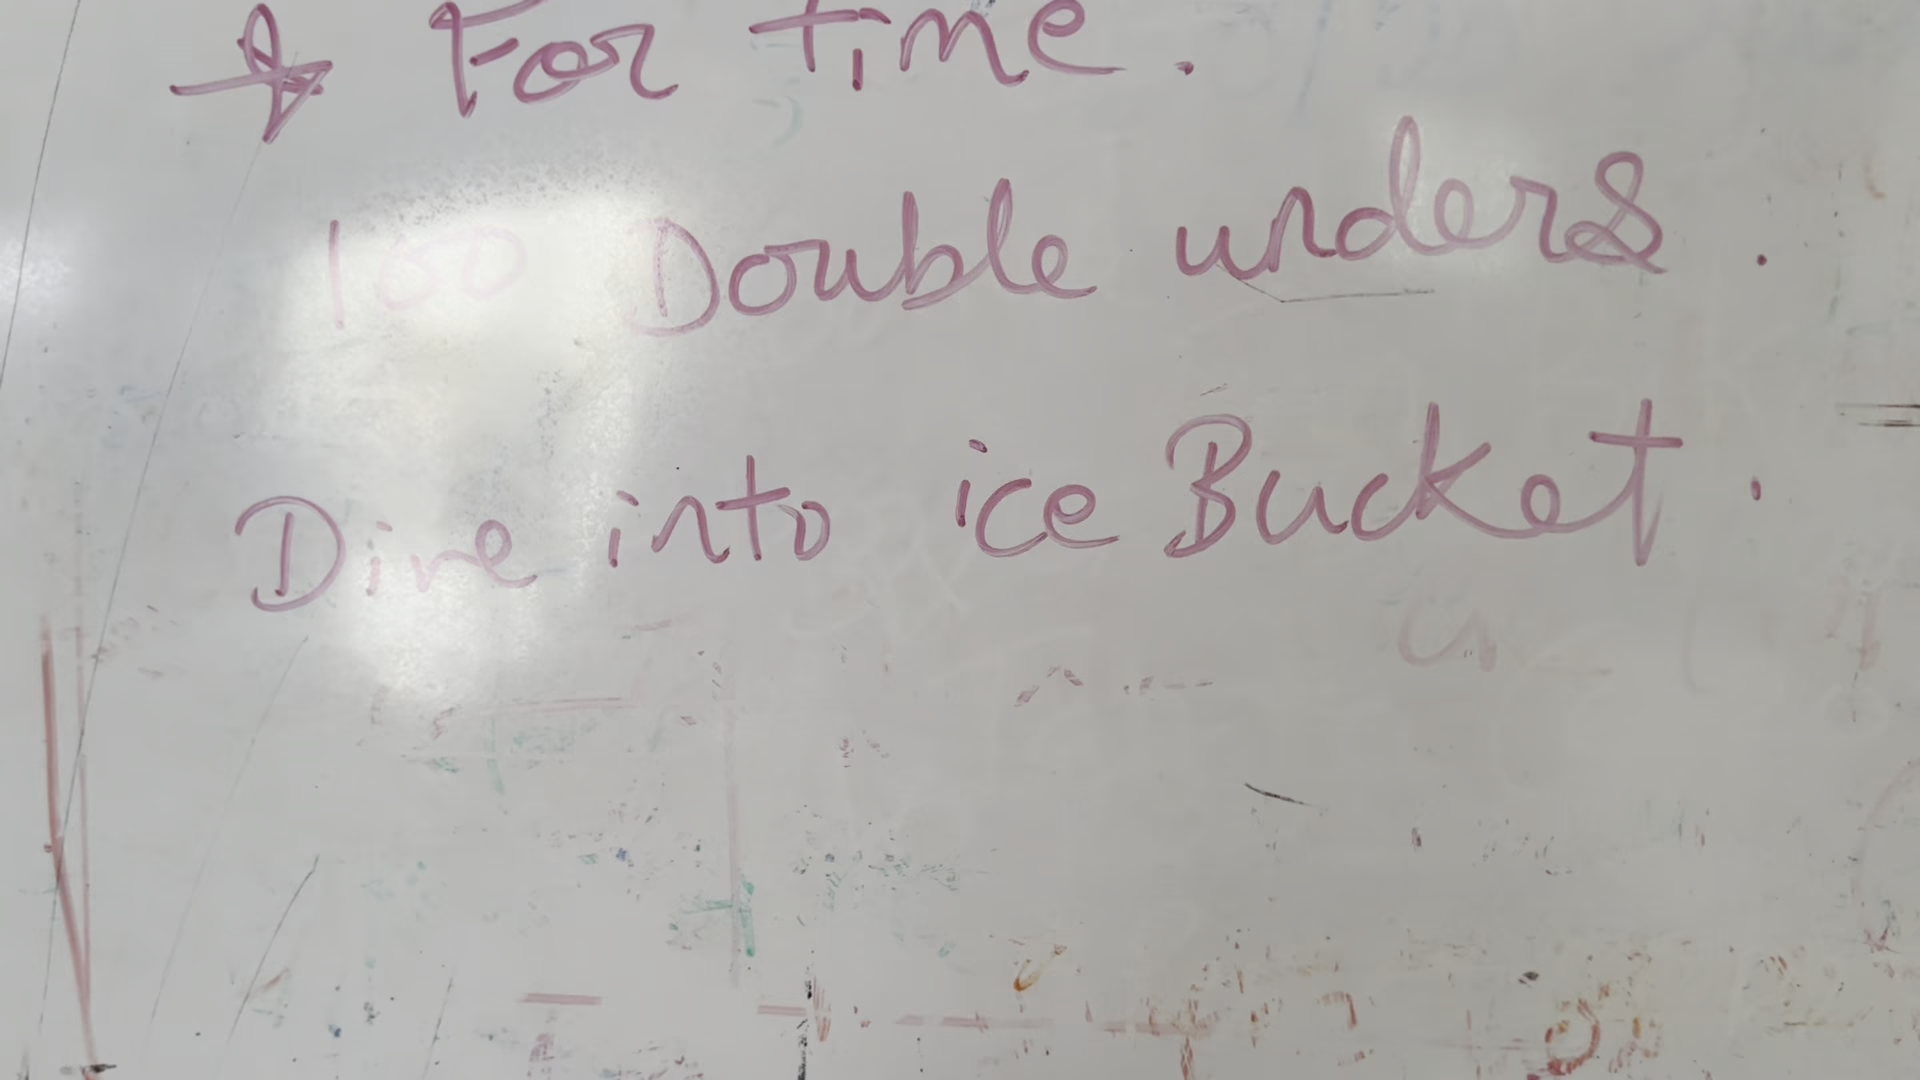 * For time.
100 Double unders.
Dive into ice Bucket.